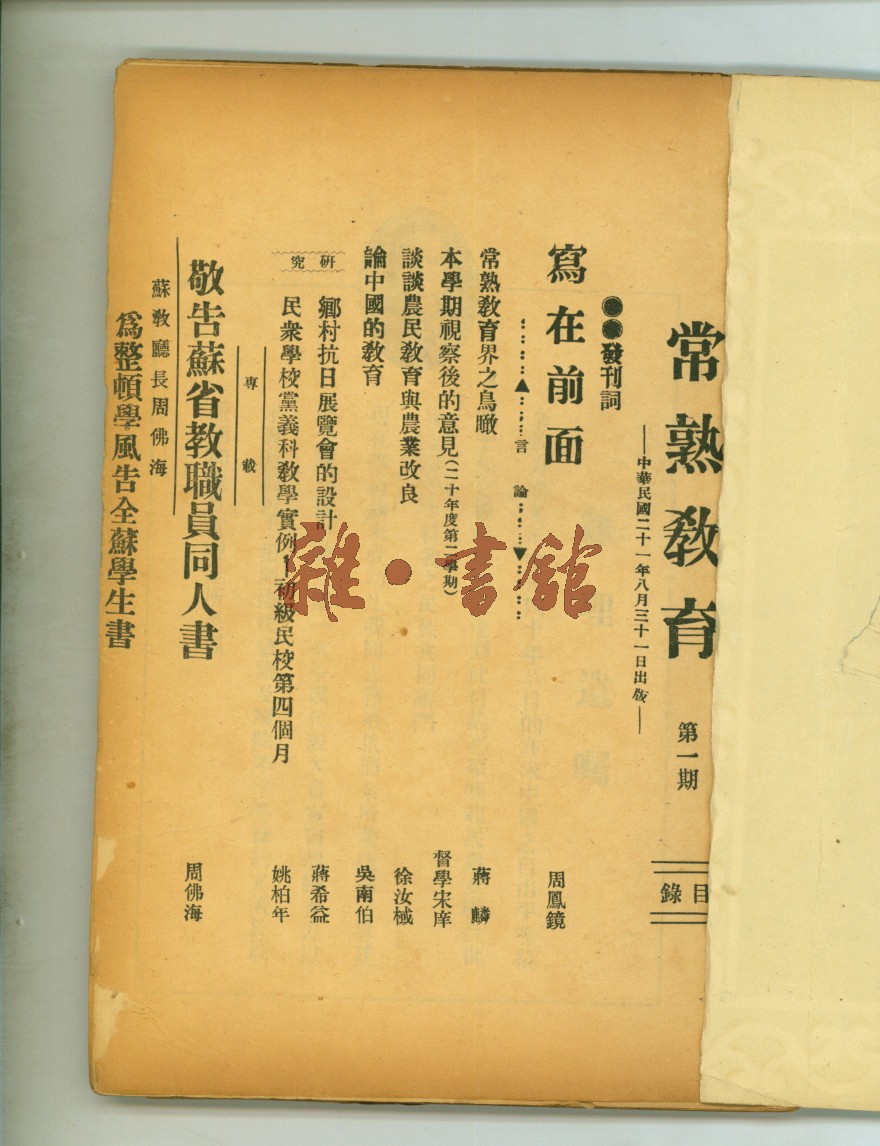 常熟教育
第一期
目錄
——中華民國二十一年八月三十一日出版——
●●發刊詞
寫在前面
周鳳鏡
言論
常熟教育界之鳥瞰
蔣麟
本學期視察後的意見(二十年度第二學期)
督學宋庠
談談農民教育與農業改良
徐汝棫
論中國的教育
吳南伯
研究
鄉村抗日展覽會的設計
蔣希益
民衆學校黨義科教學實例—初級民校第四個月
姚柏年
專載
敬告蘇省教職員同人書
周佛海
蘇教廳長周佛海
爲整頓學風告全蘇學生書
雜·書館